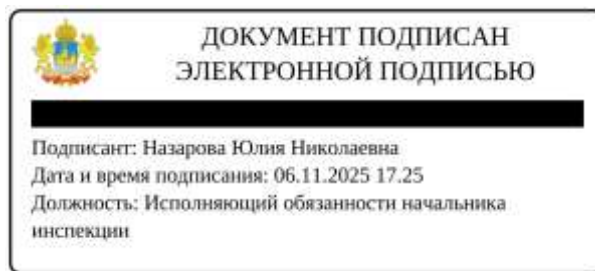 ДОКУМЕНТ ПОДПИСАН
ЭЛЕКТРОННОЙ ПОДПИСЬЮ
Подписант: Назарова Юлия Николаевна
Дата и время подписания: 06.11.2025 17.25
Должность: Исполняющий обязанности начальника
инспекции